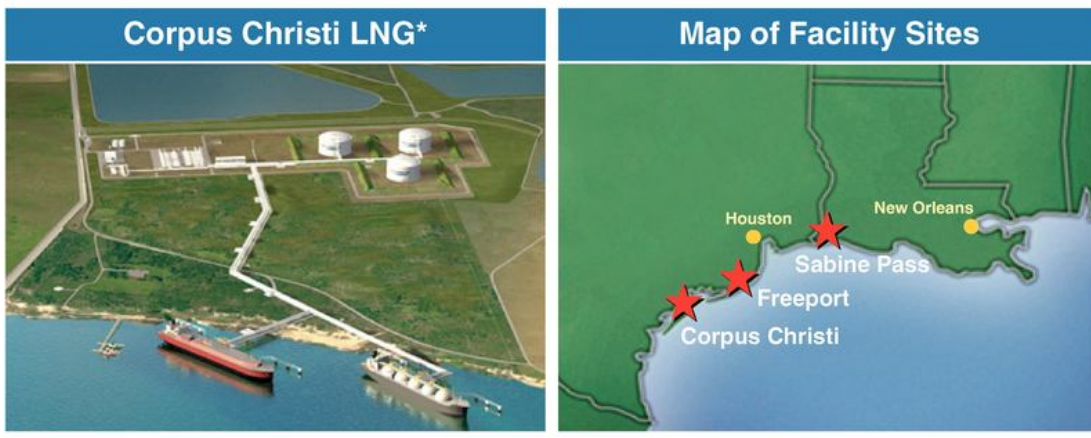 Corpus Christi LNG*
Map of Facility Sites
Houston
New Orleans
Sabine Pass
Freeport
Corpus Christi